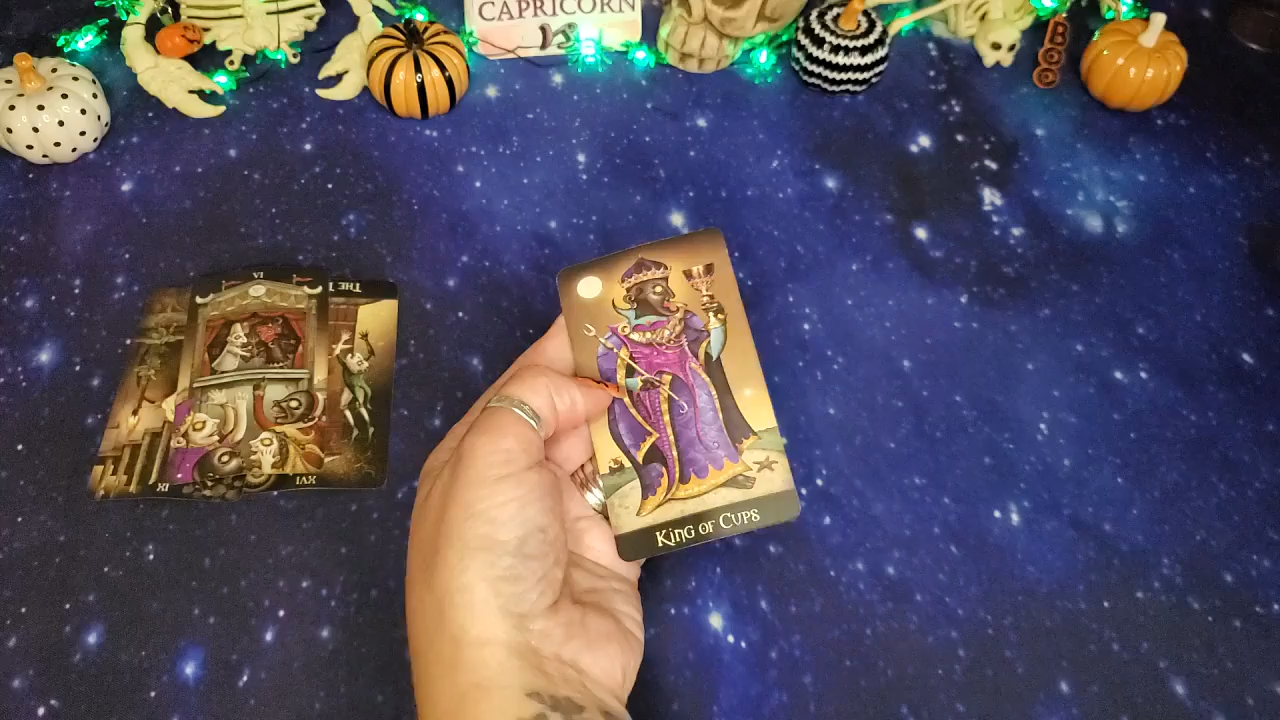 CAPRICORN
BOO
VI
THE
IX
XVI
KING OF CUPS